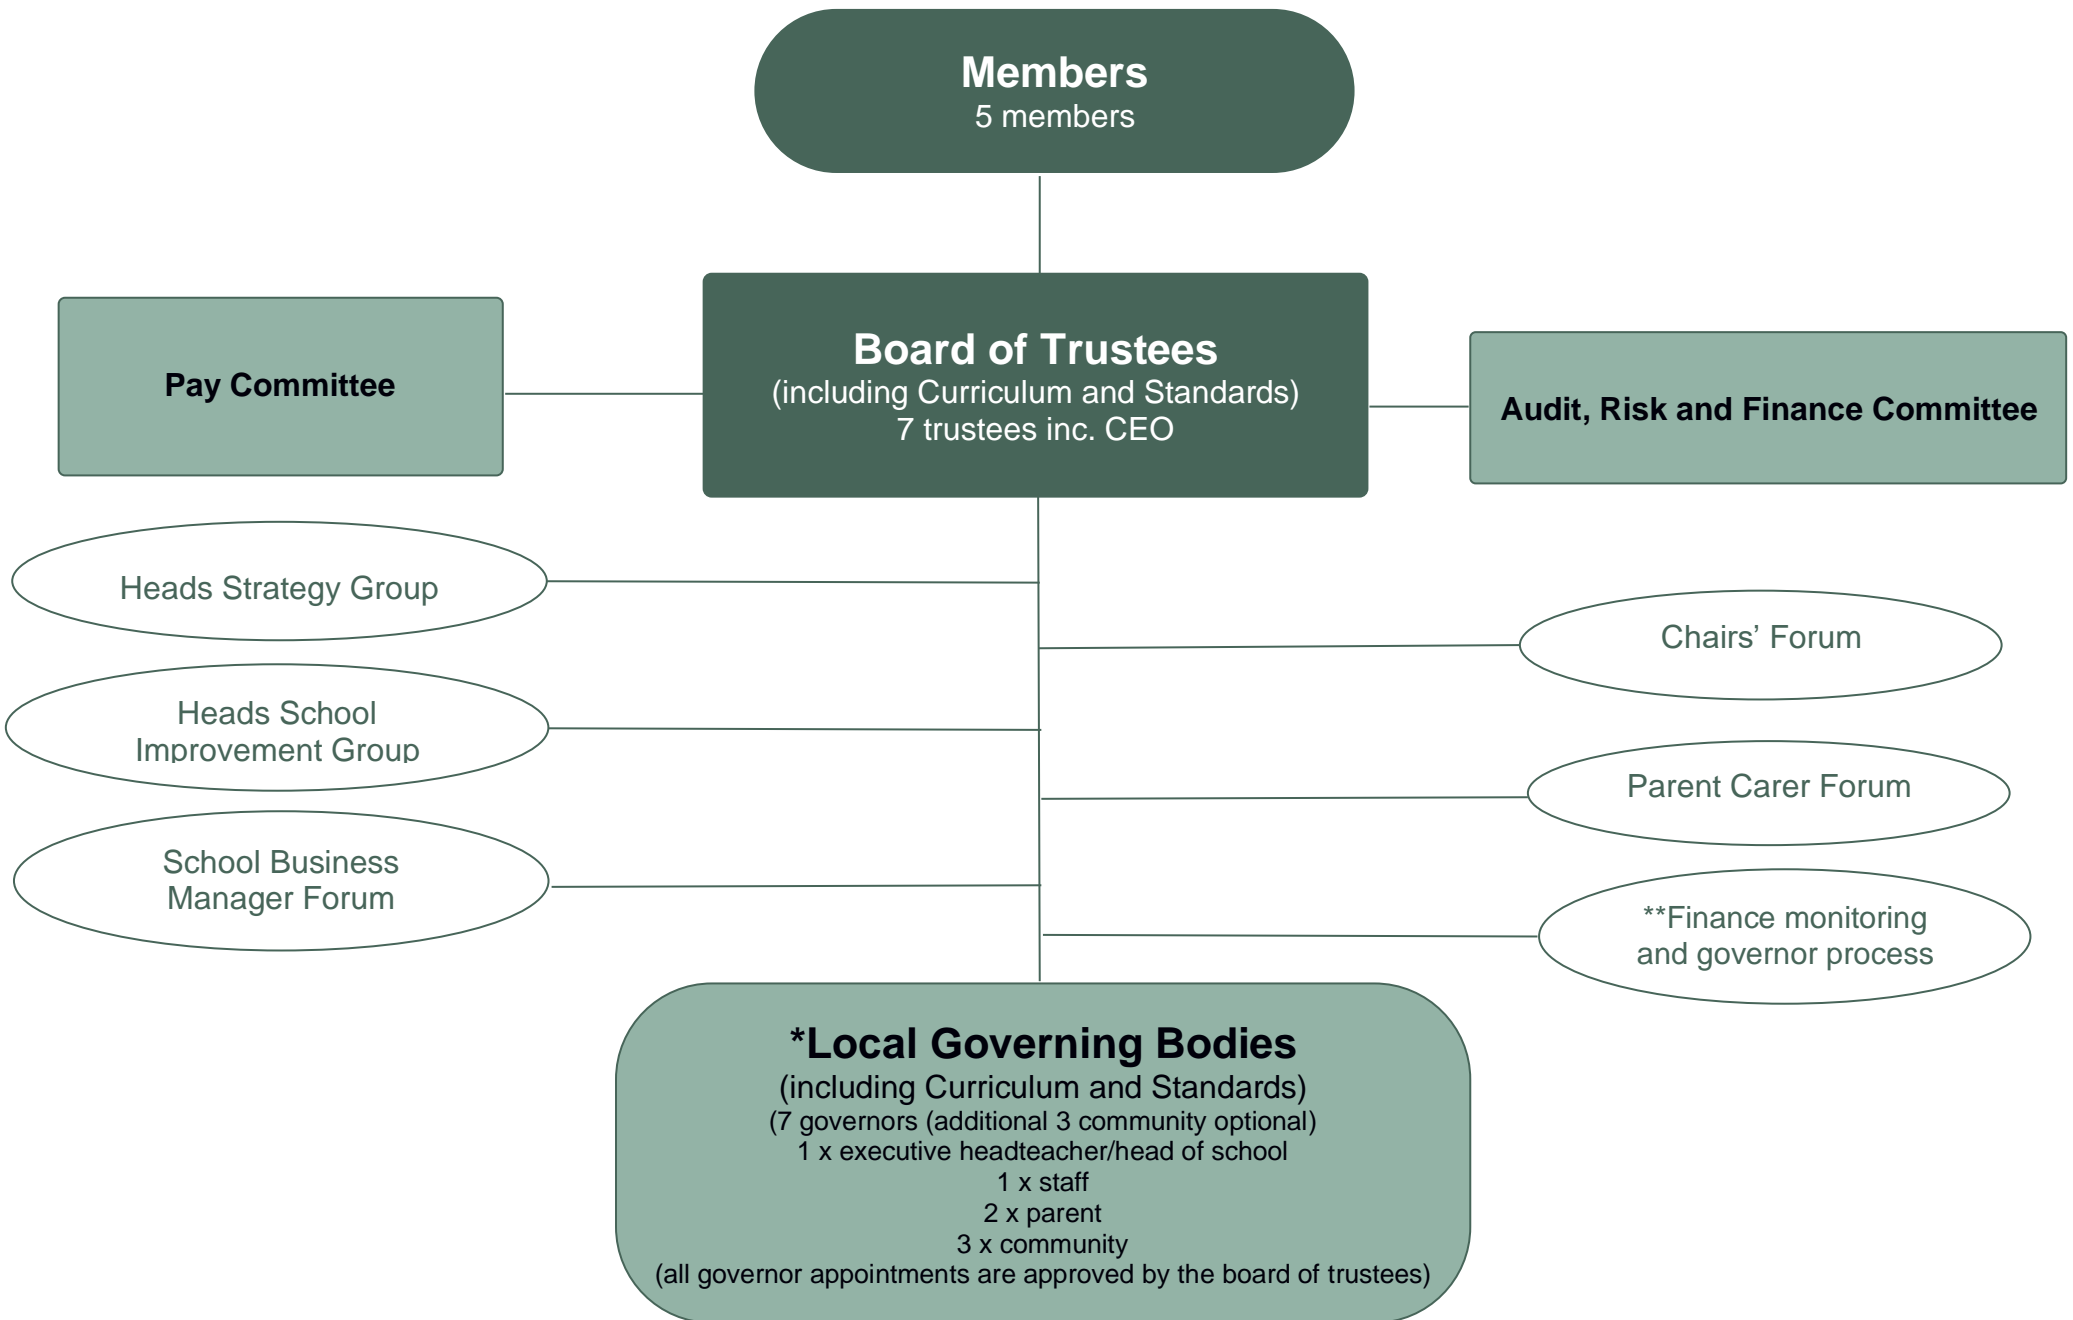 Members
5 members
Board of Trustees
(including Curriculum and Standards)
7 trustees inc. CEO
Pay Committee
Audit, Risk and Finance Committee
Heads Strategy Group
Chairs’ Forum
Heads School
Improvement Group
Parent Carer Forum
School Business
Manager Forum
**Finance monitoring
and governor process
*Local Governing Bodies
(including Curriculum and Standards)
(7 governors (additional 3 community optional)
1 x executive headteacher/head of school
1 x staff
2 x parent
3 x community
(all governor appointments are approved by the board of trustees)